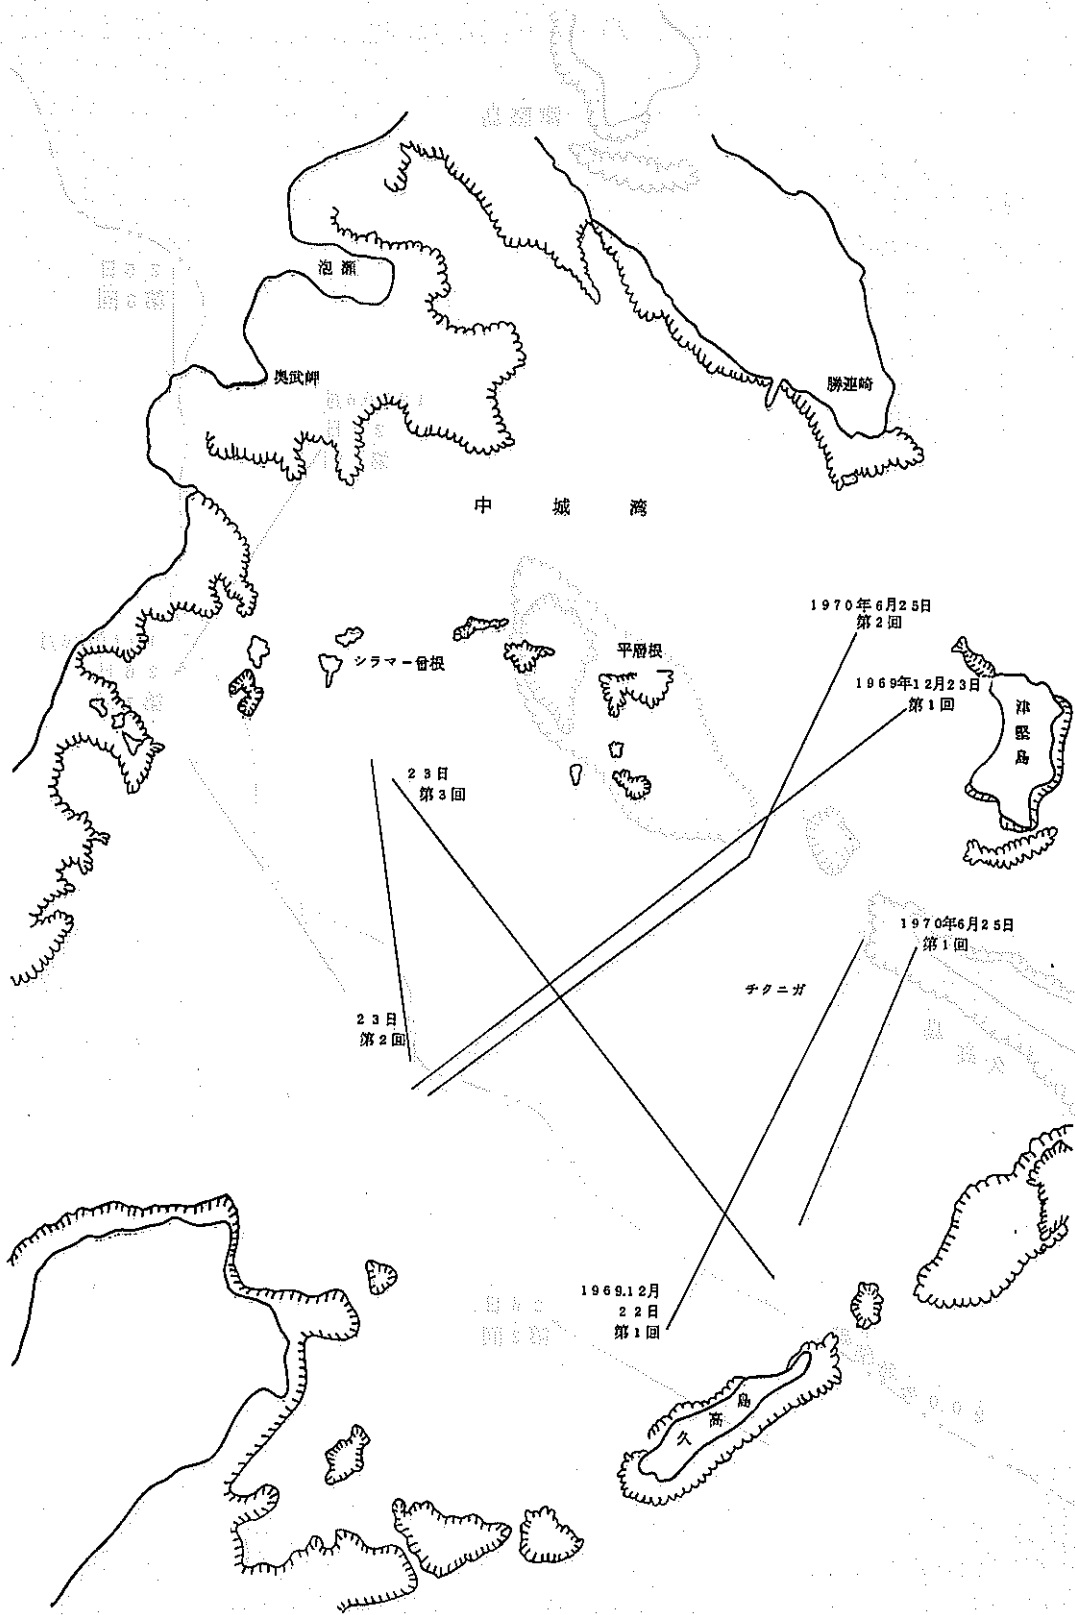 泡瀬
奥武岬
勝連崎
中城湾
1970年6月25日
第2回
シラマー曽根
平曽根
1969年12月23日
第1回
津堅島
23日
第3回
1970年6月25日
第1回
チクニガ
23日
第2回
1969.12月
22日
第1回
久高島